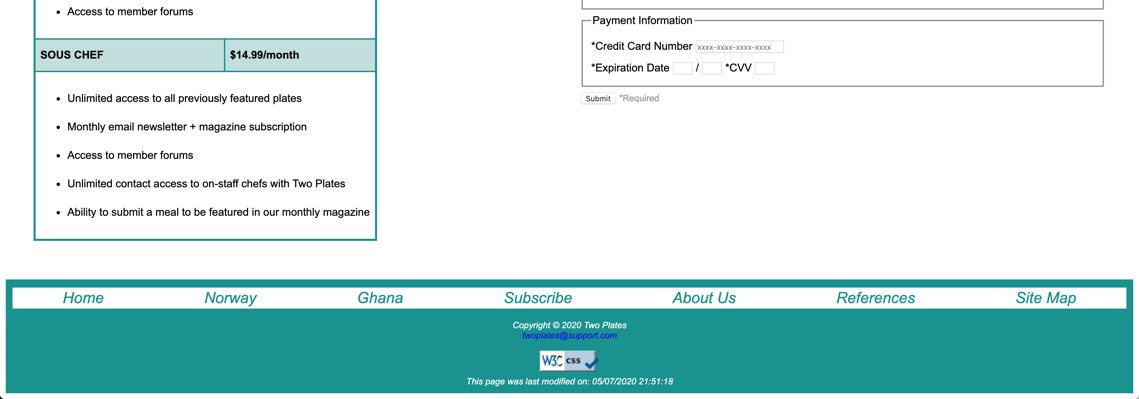 Access to member forums
SOUS CHEF $14.99/month
Unlimited access to all previously featured plates
Monthly email newsletter + magazine subscription
Access to member forums
Unlimited contact access to on-staff chefs with Two Plates
Ability to submit a meal to be featured in our monthly magazine
Payment Information
*Credit Card Number xxxx-xxxx-xxxx-xxxx
*Expiration Date / *CVV
Submit *Required
Home Norway Ghana Subscribe About Us References Site Map
Copyright © 2020 Two Plates
twoplates@support.com
W3C css
This page was last modified on: 05/07/2020 21:51:18